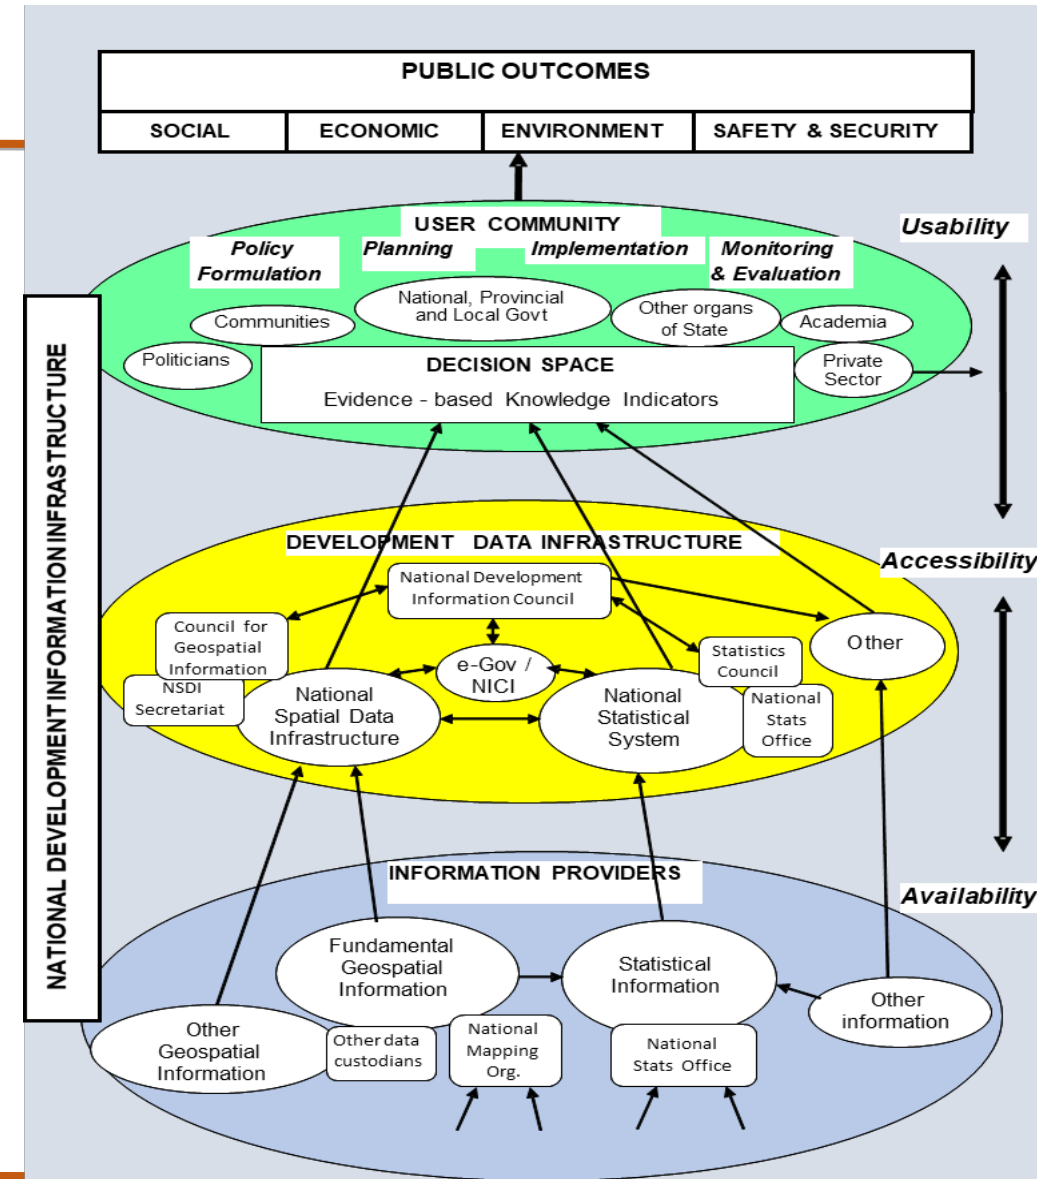 PUBLIC OUTCOMES
SOCIAL
ECONOMIC
ENVIRONMENT
SAFETY & SECURITY
USER COMMUNITY
Usability
Policy
Formulation
Planning
Implementation
Monitoring
& Evaluation
National, Provincial
and Local Govt
Other organs
of State
Communities
Academia
Politicians
Private
Sector
DECISION SPACE
Evidence - based Knowledge Indicators
NATIONAL DEVELOPMENT INFORMATION INFRASTRUCTURE
DEVELOPMENT DATA INFRASTRUCTURE
Accessibility
National Development
Information Council
Council for
Geospatial
Information
NSDI
Secretariat
e-Gov /
NICI
Statistics
Council
Other
National
Spatial Data
Infrastructure
National
Statistical
System
National
Stats
Office
INFORMATION PROVIDERS
Availability
Fundamental
Geospatial
Information
Statistical
Information
Other
information
Other
Geospatial
Information
Other data
custodians
National
Mapping
Org.
National
Stats Office